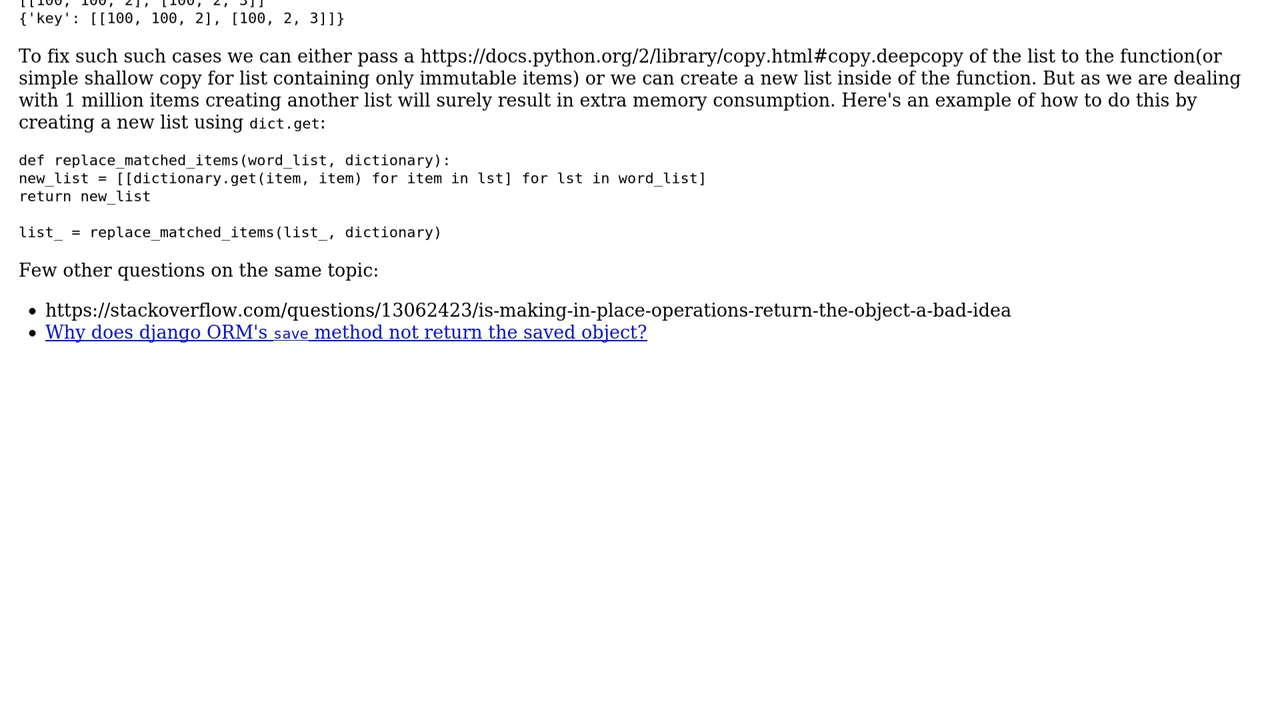 [[100, 100, 2], [100, 2, 3]]
{'key': [[100, 100, 2], [100, 2, 3]]}
To fix such such cases we can either pass a https://docs.python.org/2/library/copy.html#copy.deepcopy of the list to the function(or
simple shallow copy for list containing only immutable items) or we can create a new list inside of the function. But as we are dealing
with 1 million items creating another list will surely result in extra memory consumption. Here's an example of how to do this by
creating a new list using dict.get:
def replace_matched_items(word_list, dictionary):
new_list = [[dictionary.get(item, item) for item in lst] for lst in word_list]
return new_list
list_ = replace_matched_items(list_, dictionary)
Few other questions on the same topic:
• https://stackoverflow.com/questions/13062423/is-making-in-place-operations-return-the-object-a-bad-idea
• Why does django ORM's save method not return the saved object?